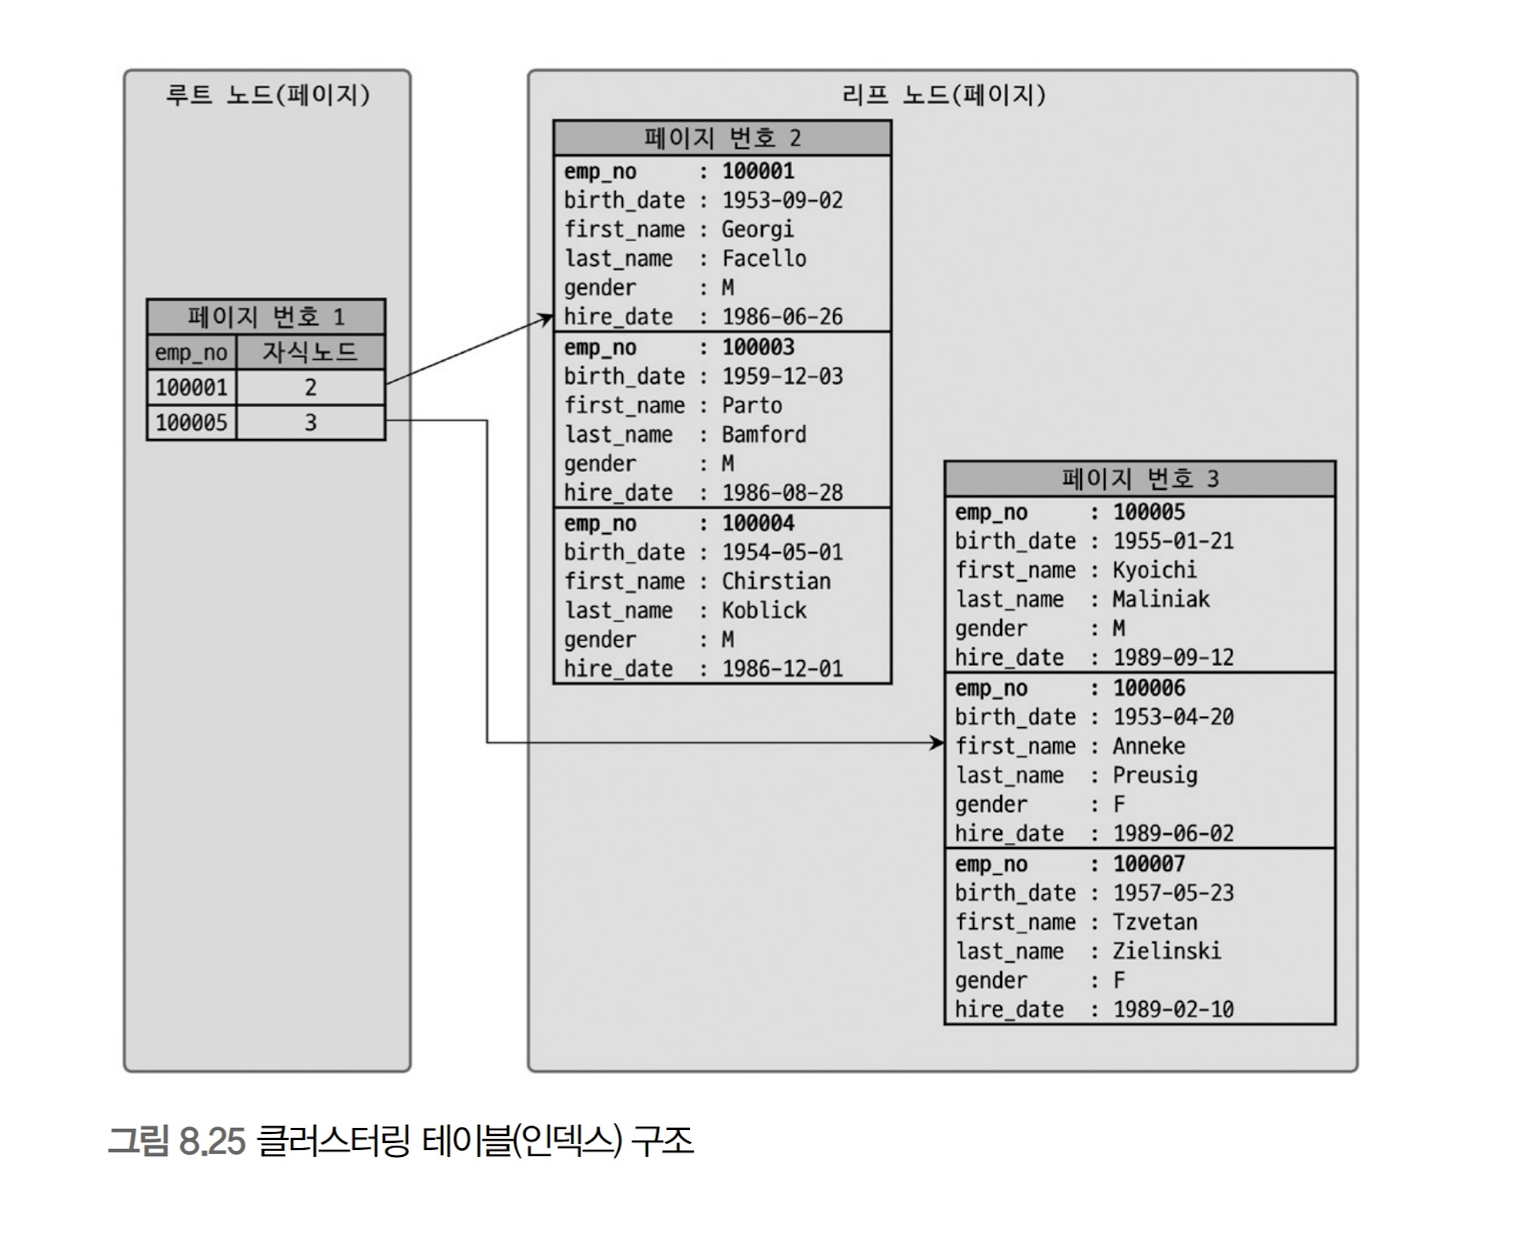 루트 노드(페이지)
페이지 번호 1
emp_no 자식노드
100001 2
100005 3
리프 노드(페이지)
페이지 번호 2
emp_no : 100001
birth_date : 1953-09-02
first_name : Georgi
last_name : Facello
gender : M
hire_date : 1986-06-26
emp_no : 100003
birth_date : 1959-12-03
first_name : Parto
last_name : Bamford
gender : M
hire_date : 1986-08-28
emp_no : 100004
birth_date : 1954-05-01
first_name : Chirstian
last_name : Koblick
gender : M
hire_date : 1986-12-01
페이지 번호 3
emp_no : 100005
birth_date : 1955-01-21
first_name : Kyoichi
last_name : Maliniak
gender : M
hire_date : 1989-09-12
emp_no : 100006
birth_date : 1953-04-20
first_name : Anneke
last_name : Preusig
gender : F
hire_date : 1989-06-02
emp_no : 100007
birth_date : 1957-05-23
first_name : Tzvetan
last_name : Zielinski
gender : F
hire_date : 1989-02-10
그림 8.25 클러스터링 테이블(인덱스) 구조